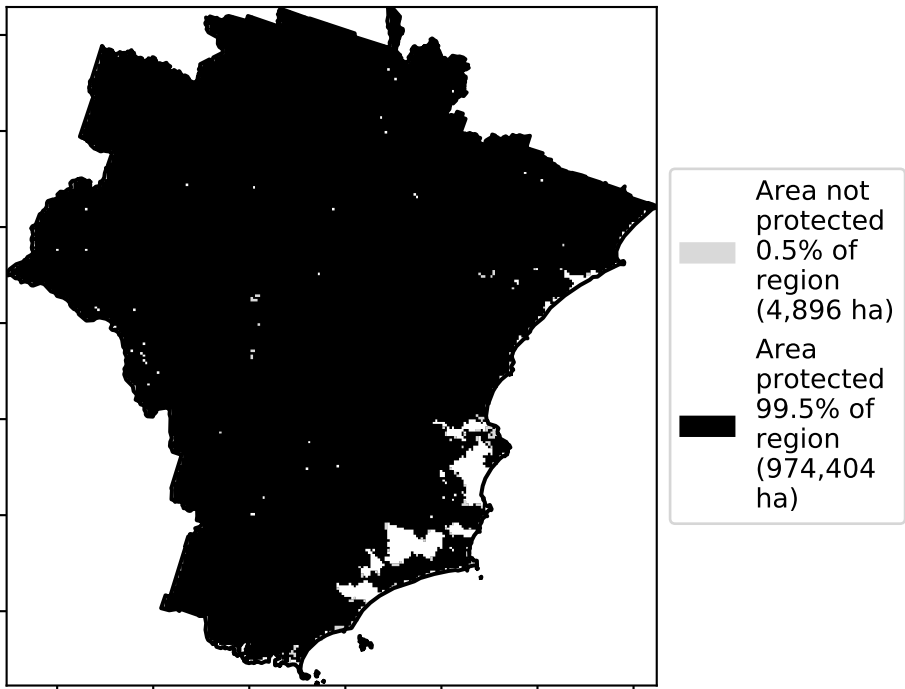 Area not
protected
0.5% of
region
(4,896 ha)
Area
protected
99.5% of
region
(974,404
ha)